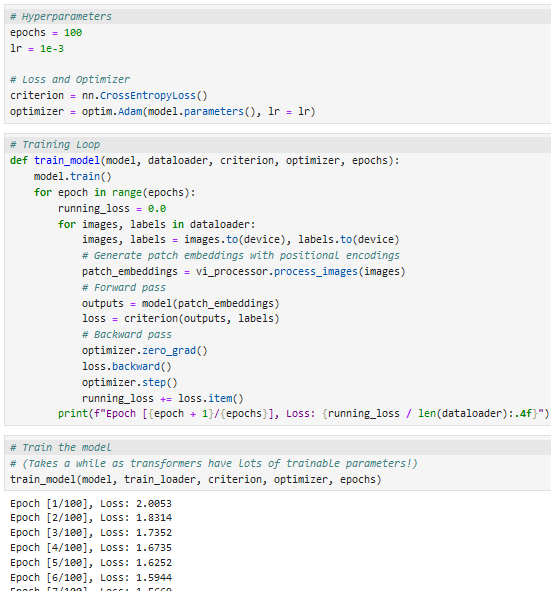 # Hyperparameters
epochs = 100
lr = 1e-3
# Loss and Optimizer
criterion = nn.CrossEntropyLoss()
optimizer = optim.Adam(model.parameters(), lr = lr)
# Training Loop
def train_model(model, dataloader, criterion, optimizer, epochs):
    model.train()
    for epoch in range(epochs):
        running_loss = 0.0
        for images, labels in dataloader:
            images, labels = images.to(device), labels.to(device)
            # Generate patch embeddings with positional encodings
            patch_embeddings = vi_processor.process_images(images)
            # Forward pass
            outputs = model(patch_embeddings)
            loss = criterion(outputs, labels)
            # Backward pass
            optimizer.zero_grad()
            loss.backward()
            optimizer.step()
            running_loss += loss.item()
        print(f"Epoch [{epoch + 1}/{epochs}], Loss: {running_loss / len(dataloader):.4f}")
# Train the model
# (Takes a while as transformers have lots of trainable parameters!)
train_model(model, train_loader, criterion, optimizer, epochs)
Epoch [1/100], Loss: 2.0053
Epoch [2/100], Loss: 1.8314
Epoch [3/100], Loss: 1.7352
Epoch [4/100], Loss: 1.6735
Epoch [5/100], Loss: 1.6252
Epoch [6/100], Loss: 1.5944
Epoch [7/100], Loss: